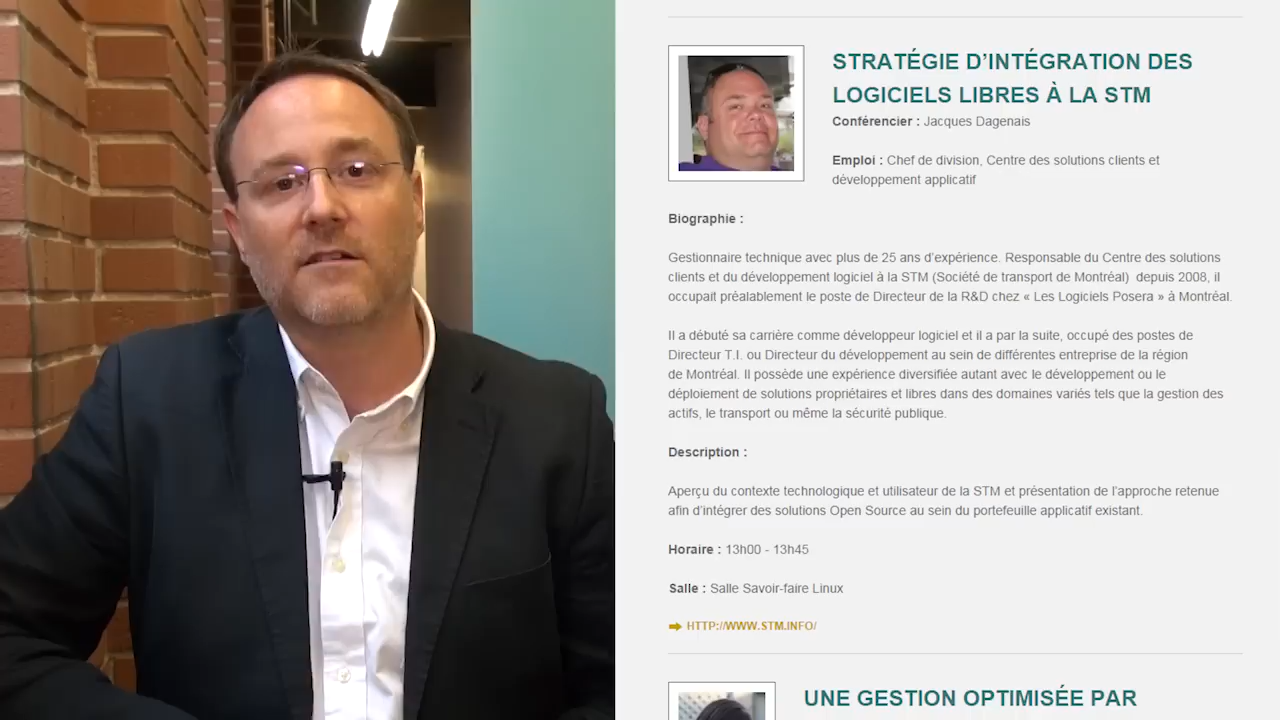 STRATÉGIE D’INTÉGRATION DES
LOGICIELS LIBRES À LA STM
Conférencier : Jacques Dagenais
Emploi : Chef de division, Centre des solutions clients et
développement applicatif
Biographie :
Gestionnaire technique avec plus de 25 ans d’expérience. Responsable du Centre des solutions
clients et du développement logiciel à la STM (Société de transport de Montréal)  depuis 2008, il
occupait préalablement le poste de Directeur de la R&D chez « Les Logiciels Posera » à Montréal.
Il a débuté sa carrière comme développeur logiciel et il a par la suite, occupé des postes de
Directeur T.I. ou Directeur du développement au sein de différentes entreprise de la région
de Montréal. Il possède une expérience diversifiée autant avec le développement ou le
déploiement de solutions propriétaires et libres dans des domaines variés tels que la gestion des
actifs, le transport ou même la sécurité publique.
Description :
Aperçu du contexte technologique et utilisateur de la STM et présentation de l’approche retenue
afin d’intégrer des solutions Open Source au sein du portefeuille applicatif existant.
Horaire : 13h00 - 13h45
Salle : Salle Savoir-faire Linux
HTTP://WWW.STM.INFO/
UNE GESTION OPTIMISÉE PAR